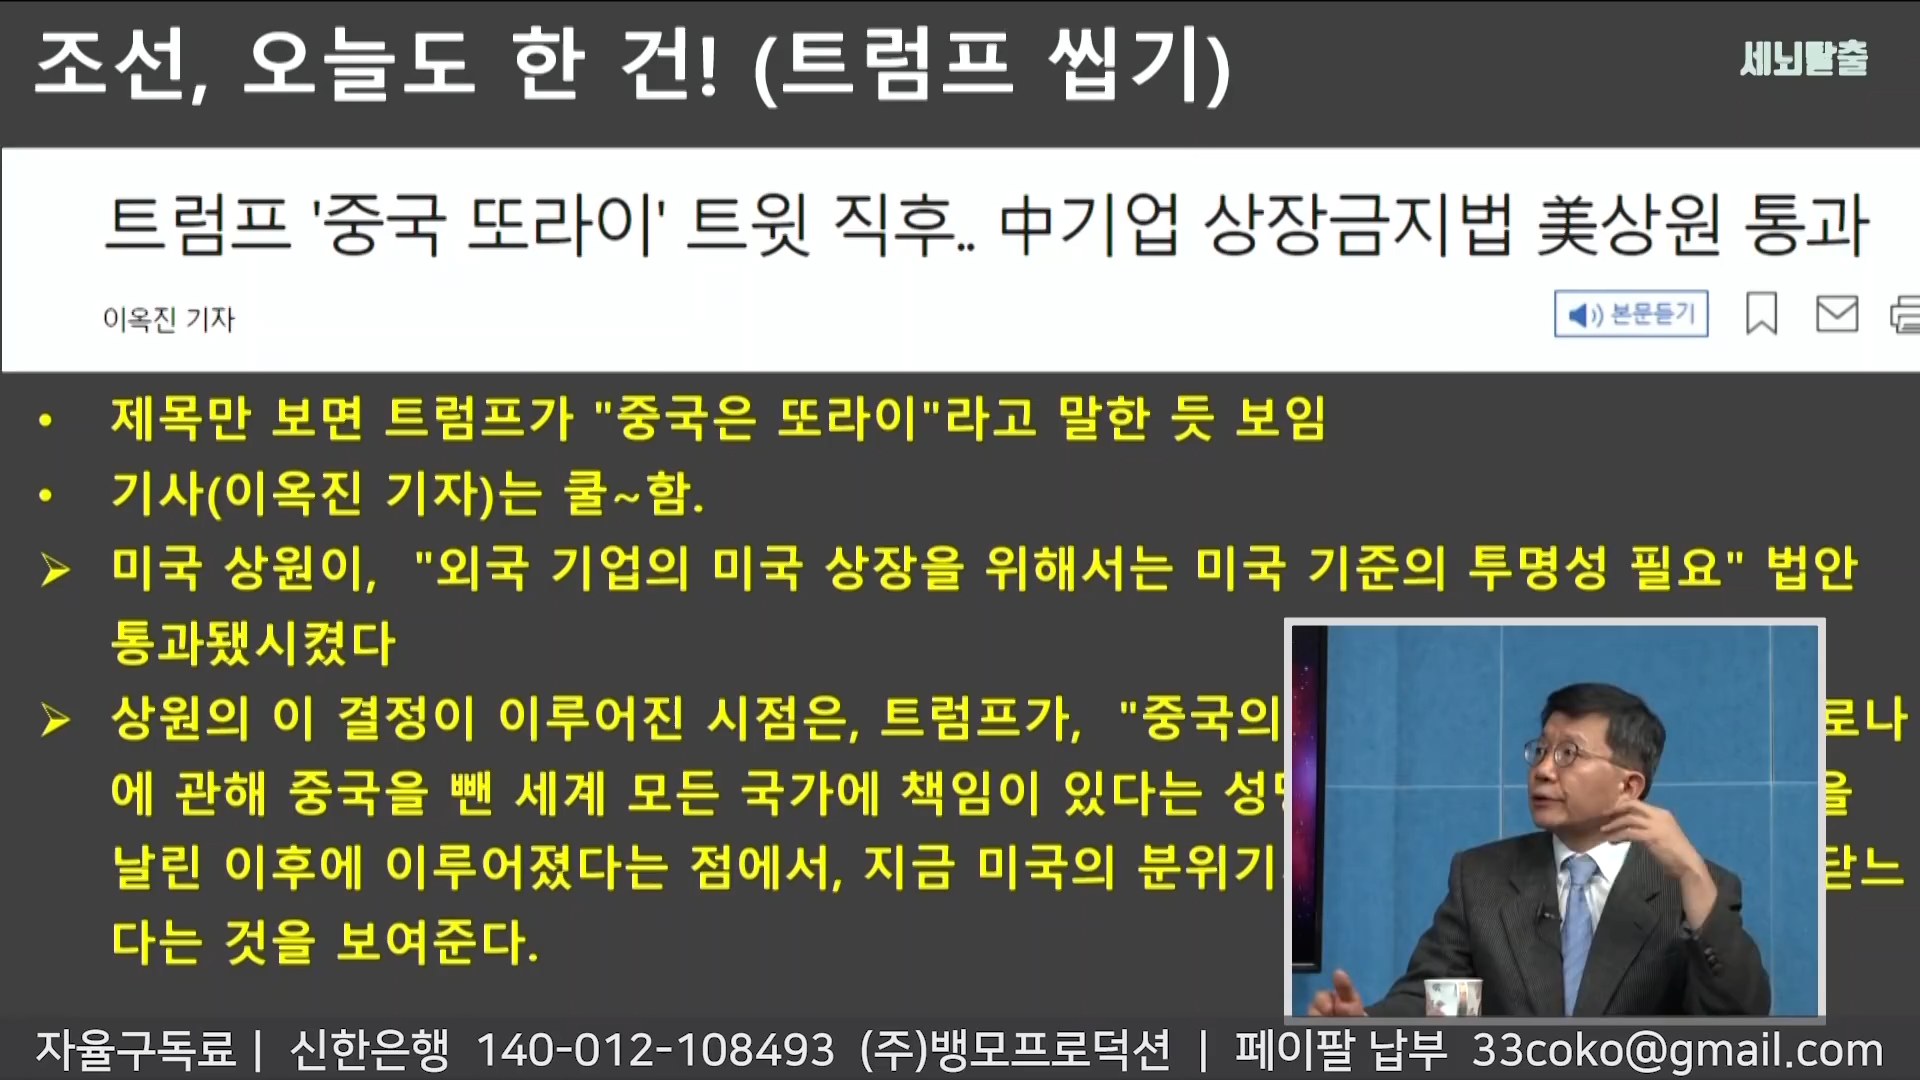 조선, 오늘도 한 건! (트럼프 씹기)
세뇌탈출
트럼프 '중국 또라이' 트윗 직후.. 中기업 상장금지법 美상원 통과
이옥진 기자
본문듣기
• 제목만 보면 트럼프가 "중국은 또라이"라고 말한 듯 보임
• 기사(이옥진 기자)는 쿨~함.
➢ 미국 상원이, "외국 기업의 미국 상장을 위해서는 미국 기준의 투명성 필요" 법안
통과됐시켰다
➢ 상원의 이 결정이 이루어진 시점은, 트럼프가, "중국의 로나
에 관해 중국을 뺀 세계 모든 국가에 책임이 있다는 을
날린 이후에 이루어졌다는 점에서, 지금 미국의 분위기 닫느
다는 것을 보여준다.
자율구독료 | 신한은행 140-012-108493 (주)뱅모프로덕션 | 페이팔 납부 33coko@gmail.com